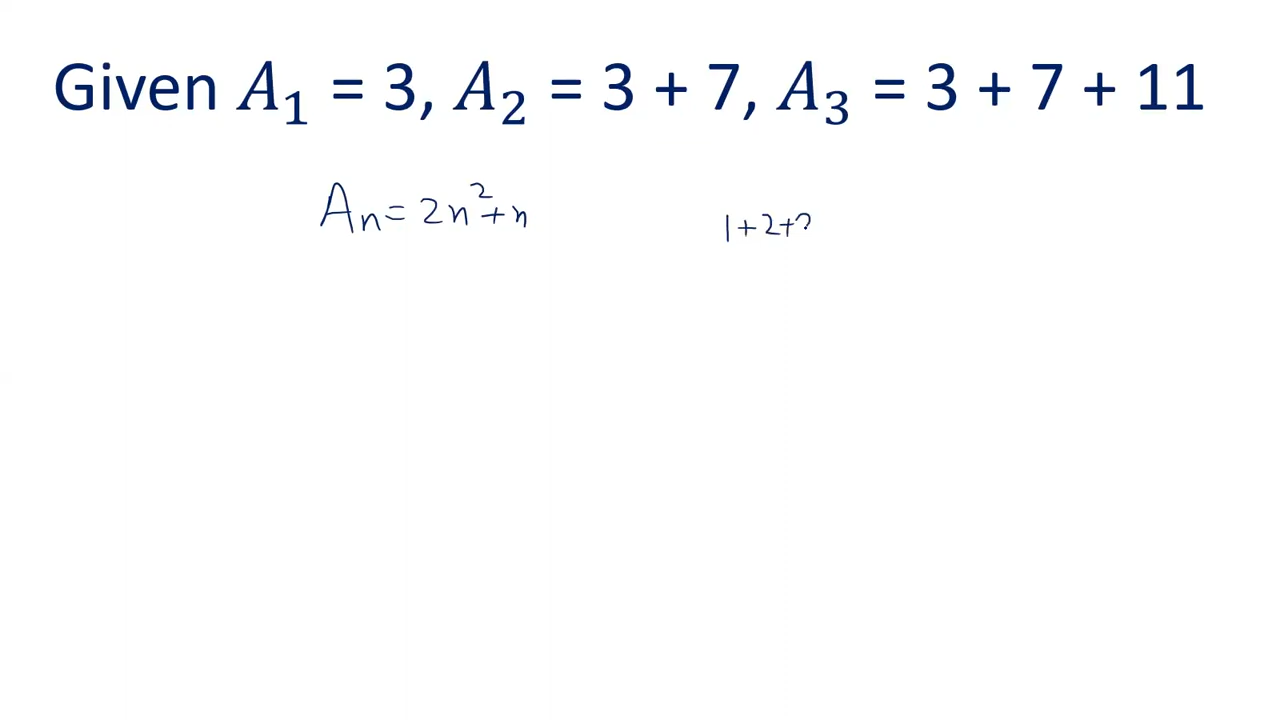 Given A₁ = 3, A₂ = 3 + 7, A₃ = 3 + 7 + 11
Aₙ = 2n² + n
1+2+